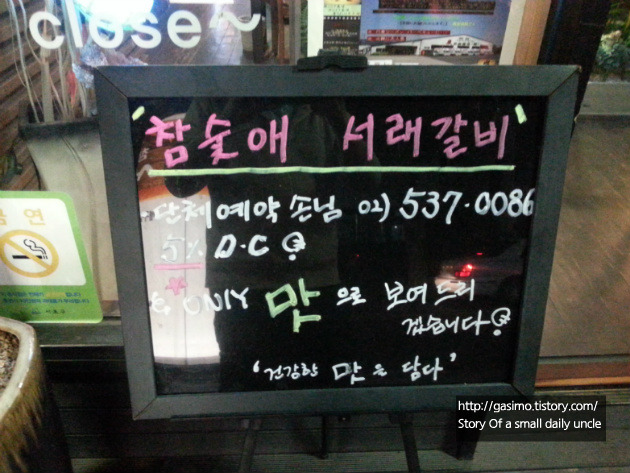 close~
'참숯애 서래갈비'
단체예약 손님 02) 537·0086
5% D·C
& ONLY 맛으로 보여드리
겠습니다
'건강한 맛을 담다'
금연
http://gasimo.tistory.com/
Story Of a small daily uncle